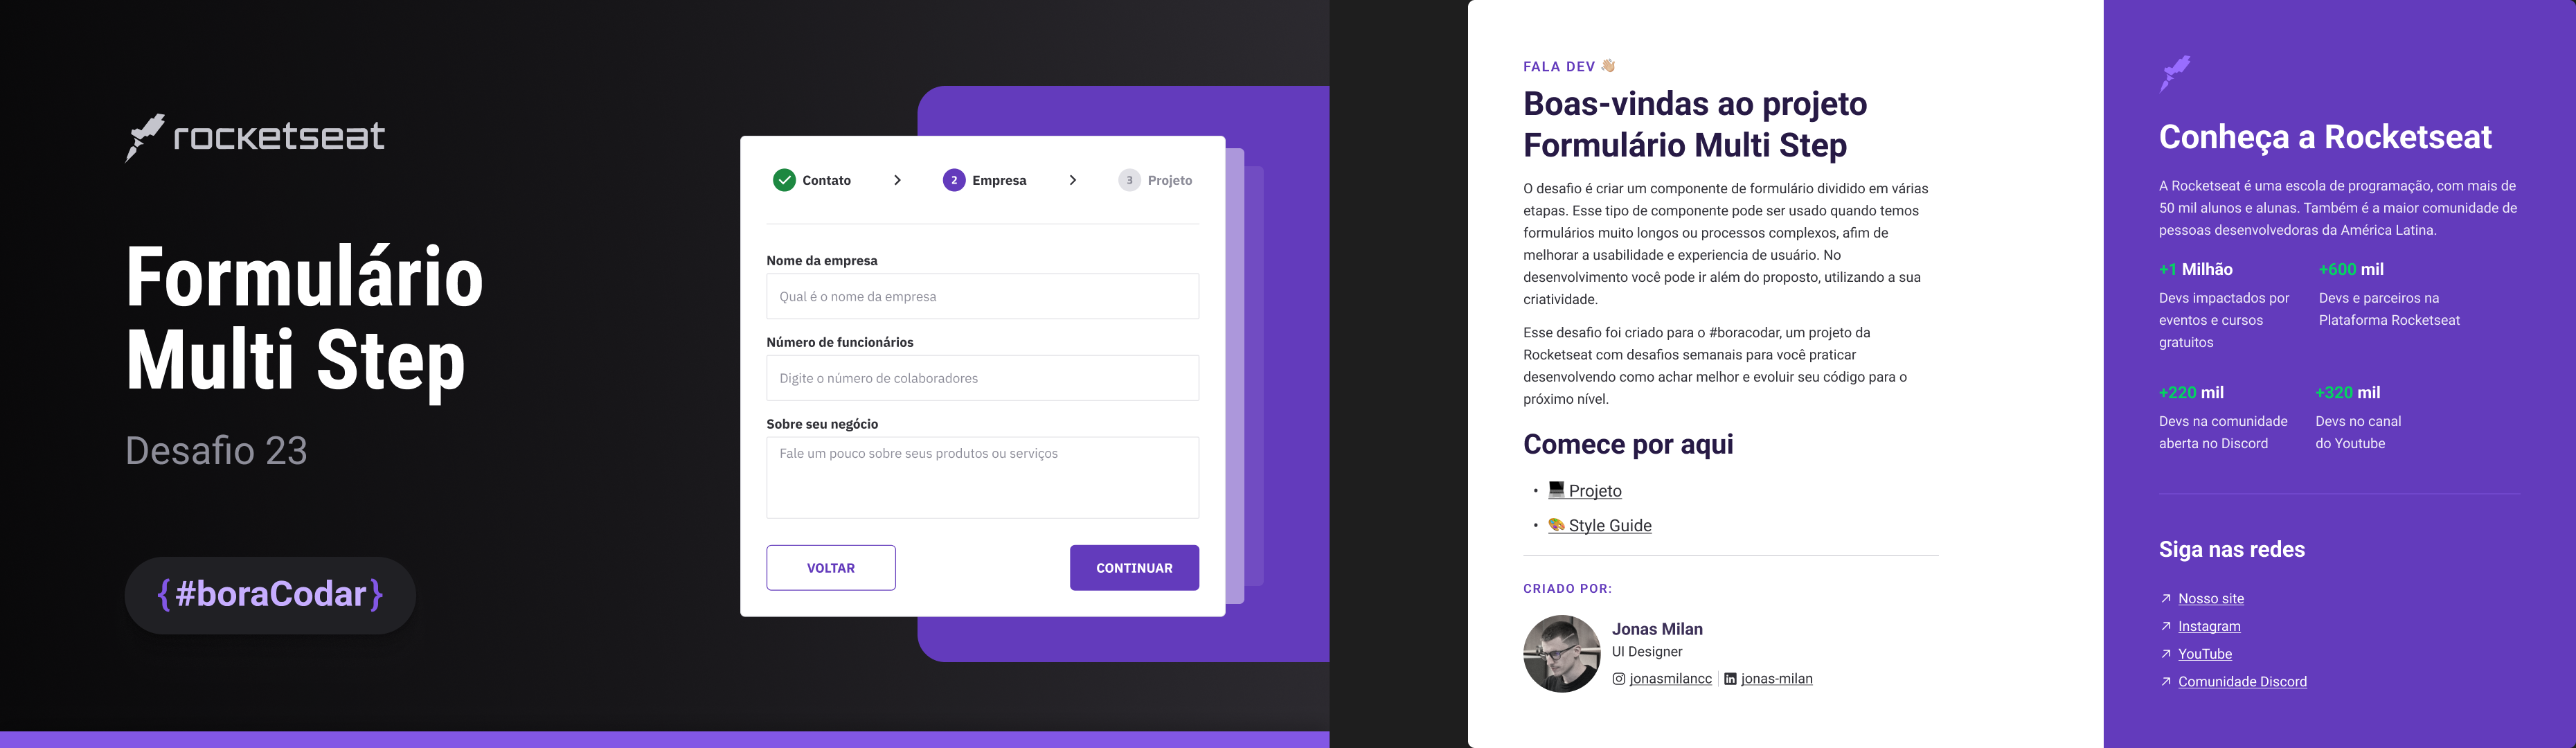 rocketseat
Formulário
Multi Step
Desafio 23
{#boraCodar}
Contato
2 Empresa
3 Projeto
Nome da empresa
Qual é o nome da empresa
Número de funcionários
Digite o número de colaboradores
Sobre seu negócio
Fale um pouco sobre seus produtos ou serviços
VOLTAR
CONTINUAR
FALA DEV 👋🏼
Boas-vindas ao projeto
Formulário Multi Step
O desafio é criar um componente de formulário dividido em várias
etapas. Esse tipo de componente pode ser usado quando temos
formulários muito longos ou processos complexos, afim de
melhorar a usabilidade e experiencia de usuário. No
desenvolvimento você pode ir além do proposto, utilizando a sua
criatividade.
Esse desafio foi criado para o #boracodar, um projeto da
Rocketseat com desafios semanais para você praticar
desenvolvendo como achar melhor e evoluir seu código para o
próximo nível.
Comece por aqui
• 💻 Projeto
• 🎨 Style Guide
CRIADO POR:
Jonas Milan
UI Designer
jonasmilancc
jonas-milan
Conheça a Rocketseat
A Rocketseat é uma escola de programação, com mais de
50 mil alunos e alunas. Também é a maior comunidade de
pessoas desenvolvedoras da América Latina.
+1 Milhão
Devs impactados por
eventos e cursos
gratuitos
+600 mil
Devs e parceiros na
Plataforma Rocketseat
+220 mil
Devs na comunidade
aberta no Discord
+320 mil
Devs no canal
do Youtube
Siga nas redes
Nosso site
Instagram
YouTube
Comunidade Discord